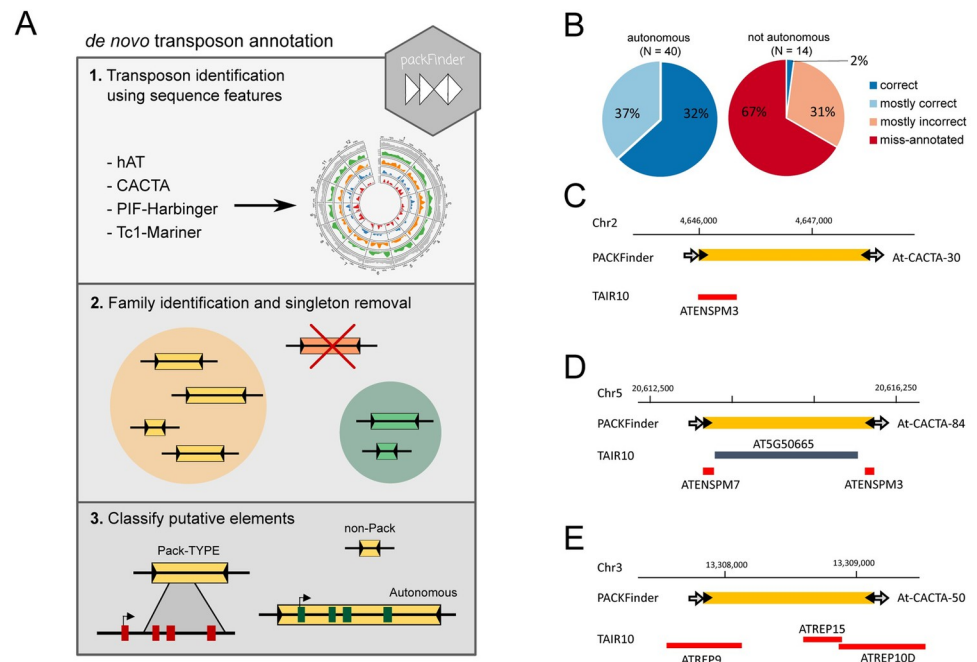 A
de novo transposon annotation
packFinder
1. Transposon identification
using sequence features
- hAT
- CACTA
- PIF-Harbinger
- Tc1-Mariner
2. Family identification and singleton removal
3. Classify putative elements
Pack-TYPE
non-Pack
Autonomous
B
autonomous
(N = 40)
not autonomous
(N = 14)
37%
32%
67%
31%
2%
correct
mostly correct
mostly incorrect
miss-annotated
C
Chr2
4,646,000
4,647,000
PACKFinder
At-CACTA-30
TAIR10
ATENSPM3
D
20,612,500
20,616,250
Chr5
PACKFinder
At-CACTA-84
AT5G50665
TAIR10
ATENSPM7
ATENSPM3
E
13,308,000
13,309,000
Chr3
PACKFinder
At-CACTA-50
ATREP15
TAIR10
ATREP9
ATREP10D